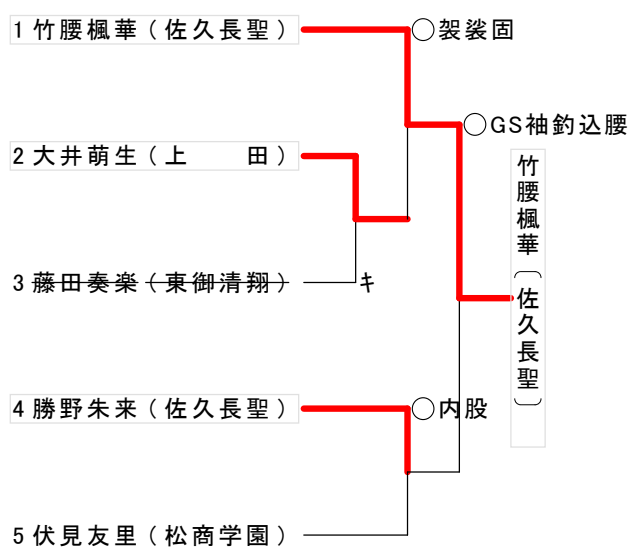 1 竹腰楓華（佐久長聖）
○袈裟固
○GS袖釣込腰
2 大井萌生（上　　田）
竹腰楓華（佐久長聖）
3 藤田奏楽（東御清翔）
キ
4 勝野朱来（佐久長聖）
○内股
5 伏見友里（松商学園）